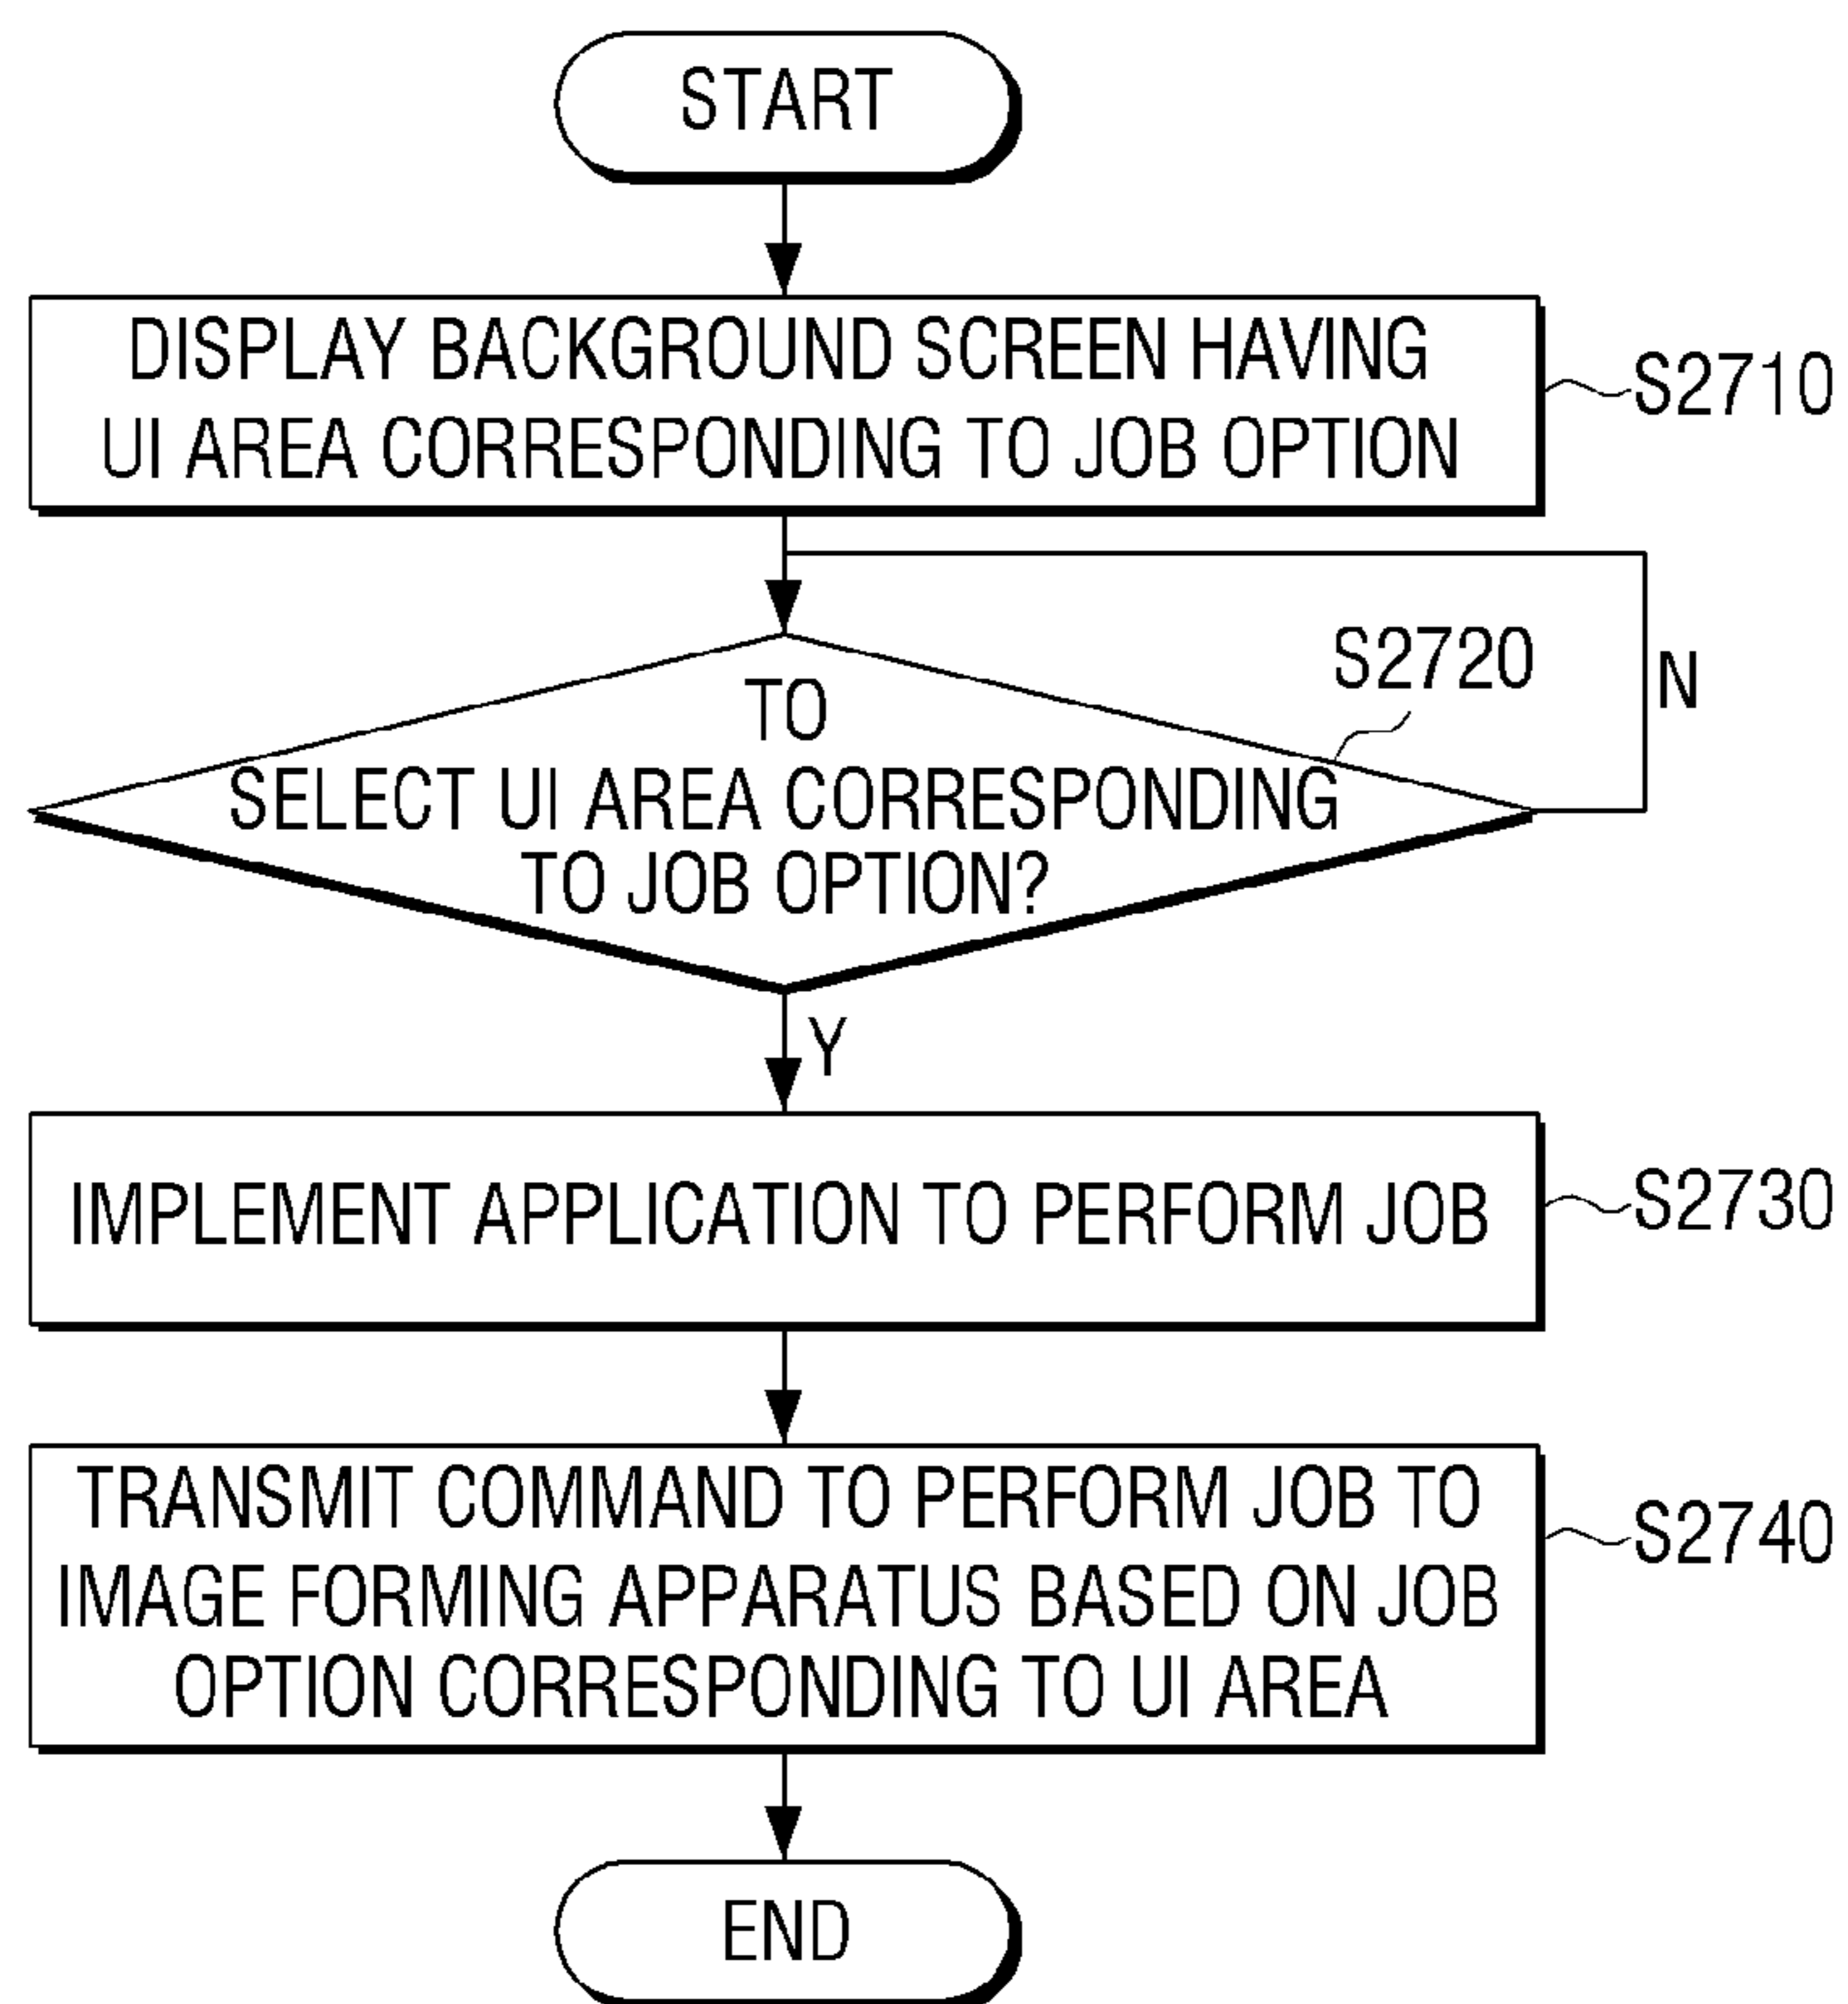 START
DISPLAY BACKGROUND SCREEN HAVING
UI AREA CORRESPONDING TO JOB OPTION
S2710
S2720
N
TO
SELECT UI AREA CORRESPONDING
TO JOB OPTION?
Y
IMPLEMENT APPLICATION TO PERFORM JOB
S2730
TRANSMIT COMMAND TO PERFORM JOB TO
IMAGE FORMING APPARATUS BASED ON JOB
OPTION CORRESPONDING TO UI AREA
S2740
END